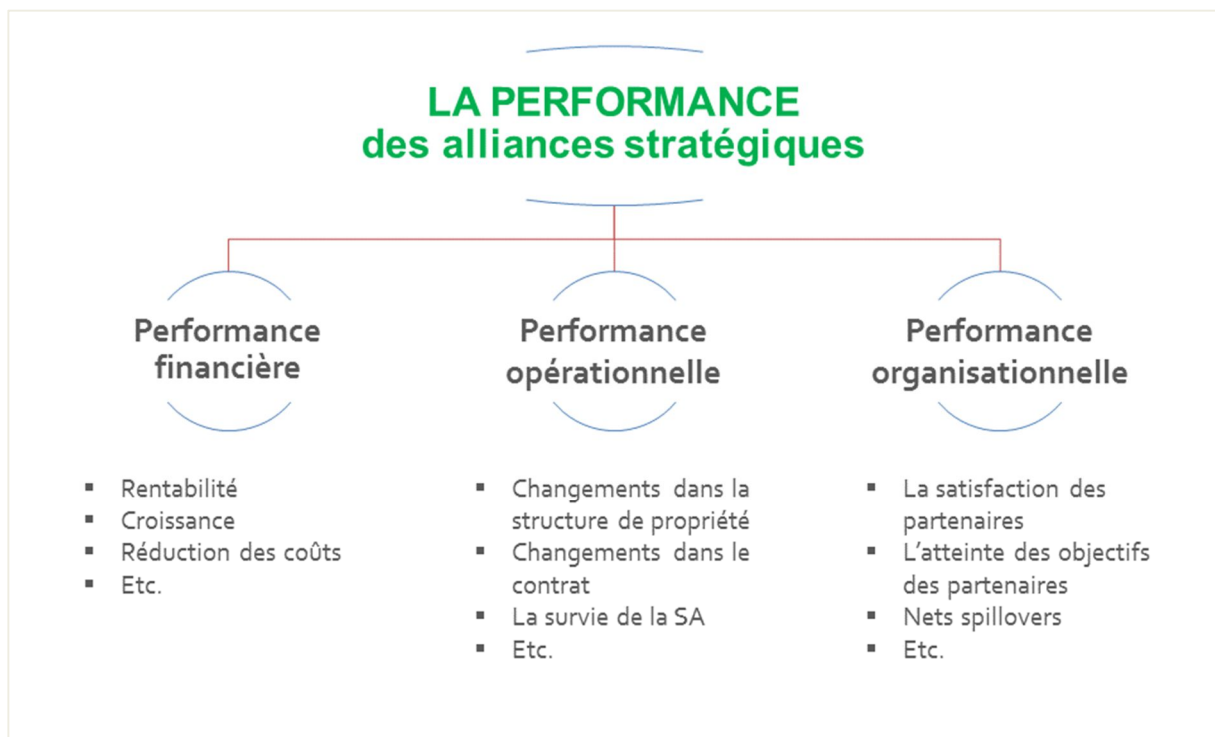 LA PERFORMANCE
des alliances stratégiques
Performance
financière
▪ Rentabilité
▪ Croissance
▪ Réduction des coûts
▪ Etc.
Performance
opérationnelle
▪ Changements dans la
structure de propriété
▪ Changements dans le
contrat
▪ La survie de la SA
▪ Etc.
Performance
organisationnelle
▪ La satisfaction des
partenaires
▪ L’atteinte des objectifs
des partenaires
▪ Nets spillovers
▪ Etc.